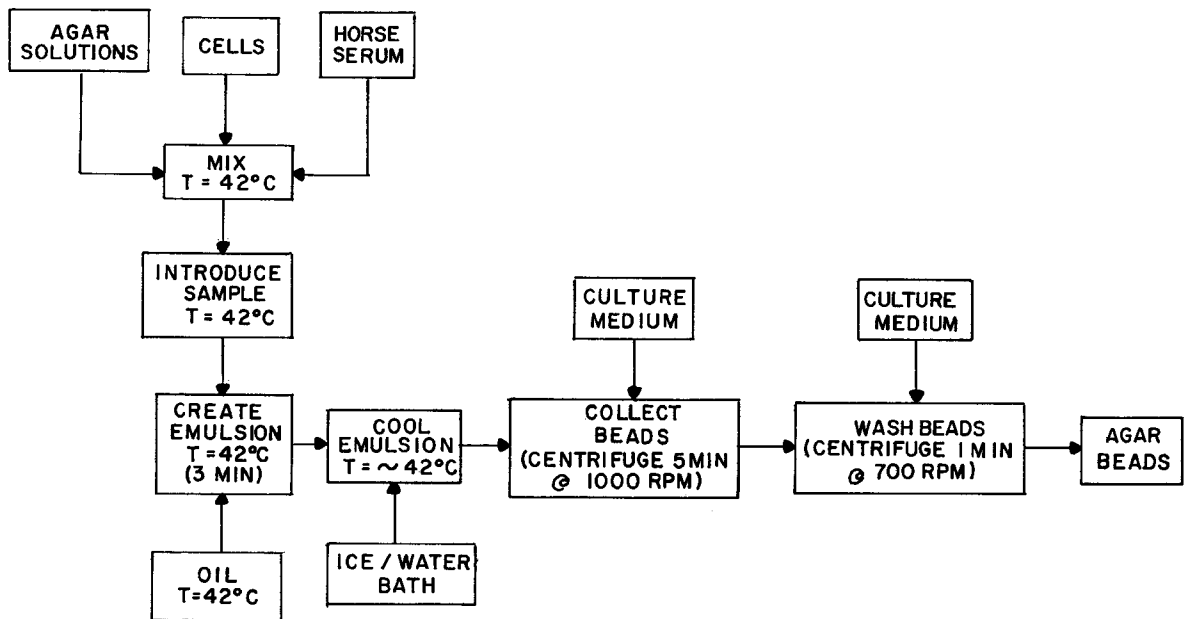 AGAR
SOLUTIONS
CELLS
HORSE
SERUM
MIX
T = 42°C
INTRODUCE
SAMPLE
T = 42°C
CULTURE
MEDIUM
CULTURE
MEDIUM
CREATE
EMULSION
T = 42°C
(3 MIN)
COOL
EMULSION
T = ~ 42°C
COLLECT
BEADS
(CENTRIFUGE 5 MIN
@ 1000 RPM)
WASH BEADS
(CENTRIFUGE 1 MIN
@ 700 RPM)
AGAR
BEADS
OIL
T=42°C
ICE / WATER
BATH